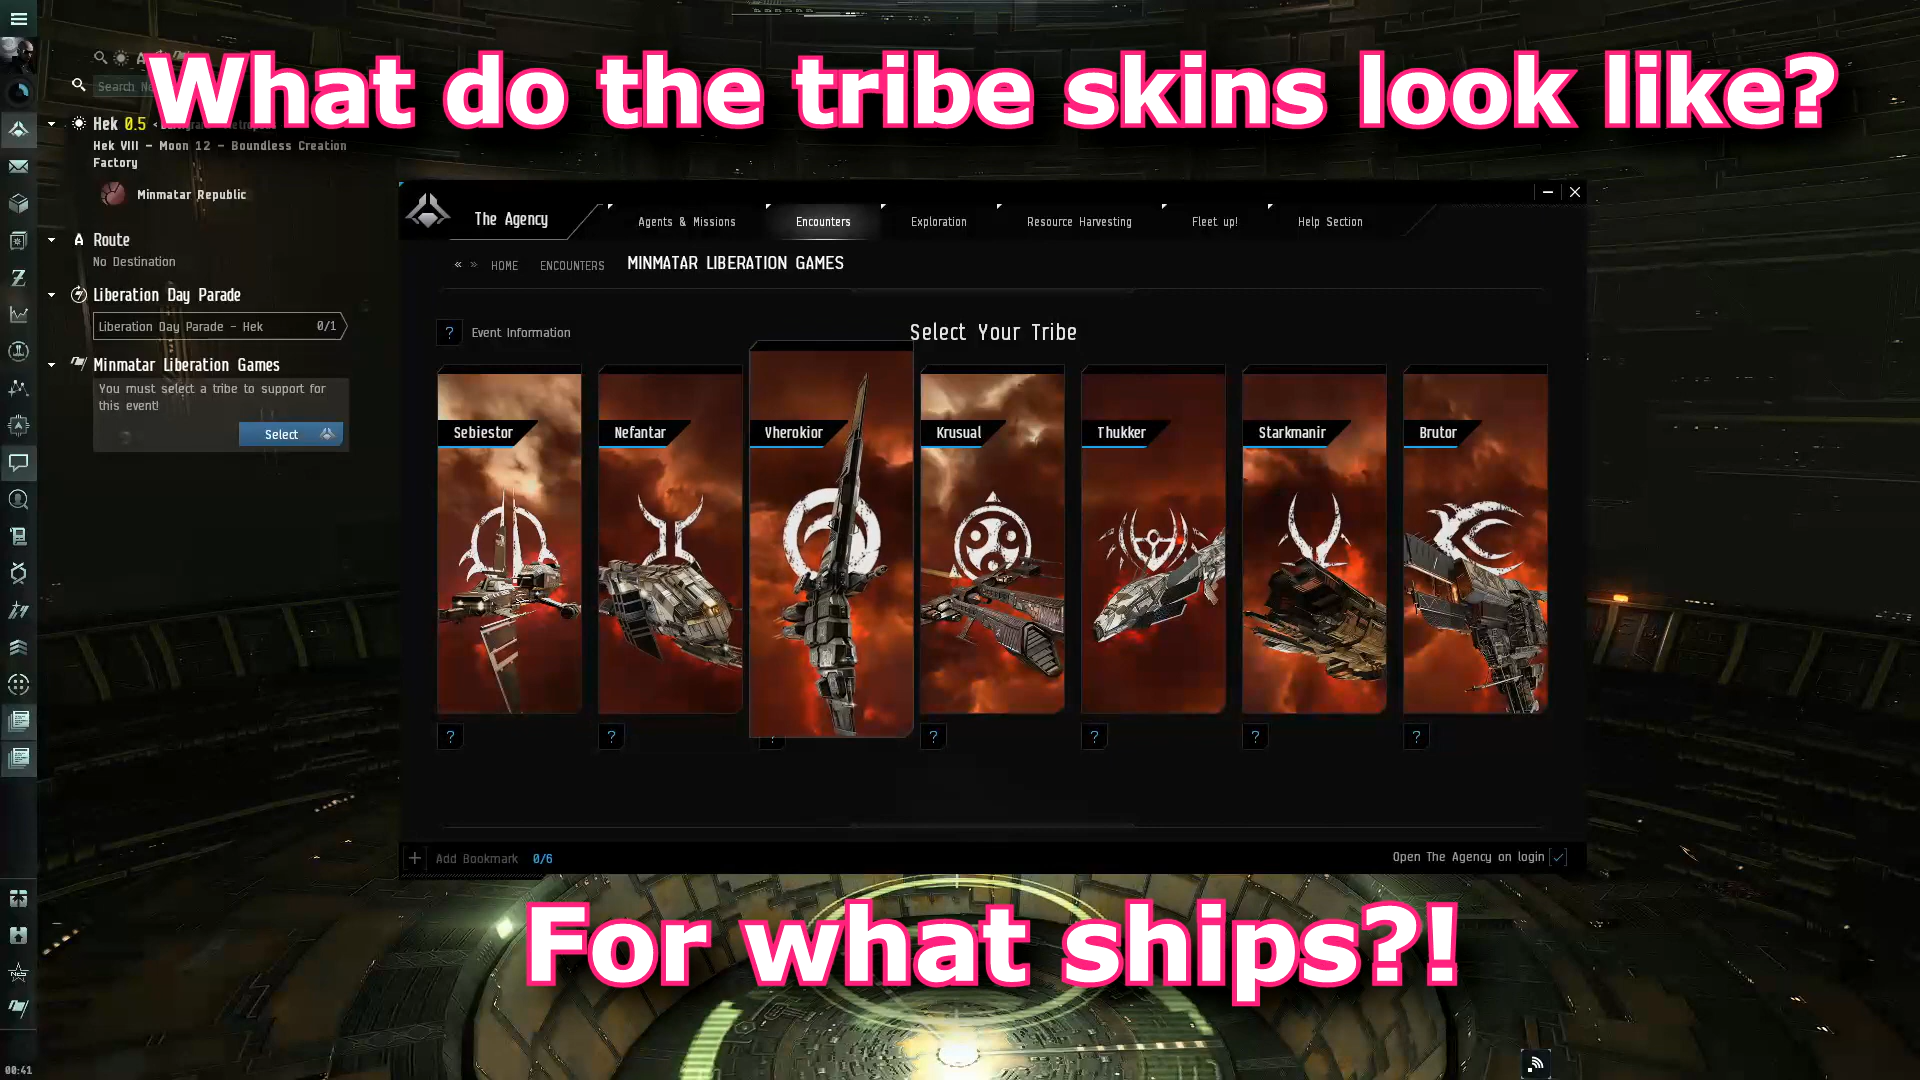 What do the tribe skins look like?
Hek 0.5 <
Hek VIII - Moon 12 - Boundless Creation
Factory
Minmatar Republic
Route
No Destination
Liberation Day Parade
Liberation Day Parade - Hek 0/1
Minmatar Liberation Games
You must select a tribe to support for
this event!
Select
The Agency
Agents & Missions
Encounters
Exploration
Resource Harvesting
Fleet up!
Help Section
« » HOME ENCOUNTERS MINMATAR LIBERATION GAMES
? Event Information
Select Your Tribe
Sebiestor
Nefantar
Vherokior
Krusual
Thukker
Starkmanir
Brutor
? ? ? ? ? ? ?
Add Bookmark 0/6
Open The Agency on login
For what ships?!
00:41